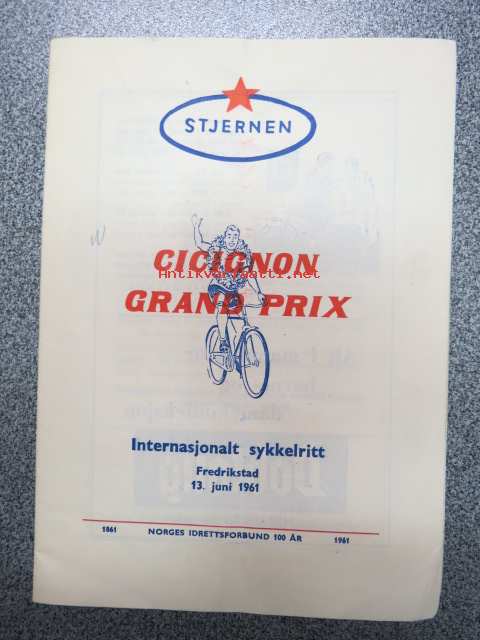 STJERNEN
CICIGNON
Antikvariaatti.net
GRAND PRIX
Internasjonalt sykkelritt
Fredrikstad
13. juni 1961
1861 NORGES IDRETTSFORBUND 100 ÅR 1961